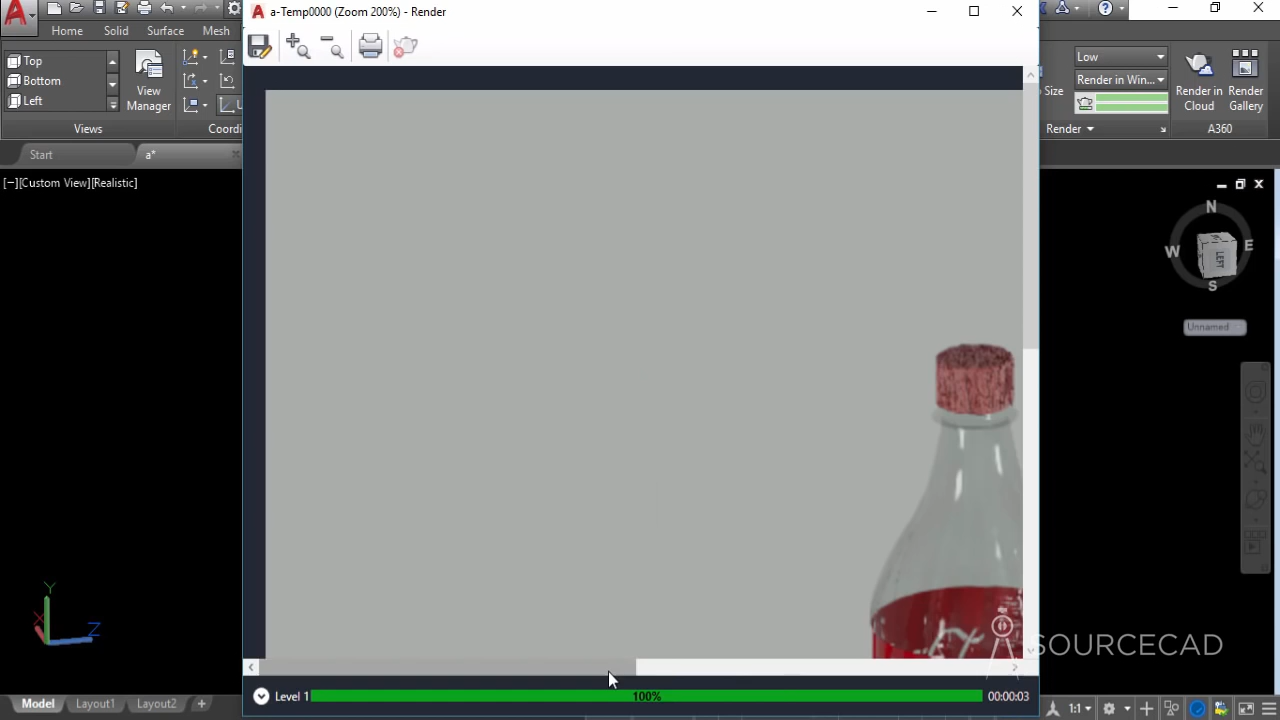 a-Temp0000 (Zoom 200%) - Render
Home Solid Surface Mesh
Top
Bottom
Left
View
Manager
Views
Coordi
Low
Render in Win...
Size
Render in
Cloud
Render
Gallery
Render
A360
Start
a*
[−][Custom View][Realistic]
N
W
E
S
LEFT
Unnamed
Y
X
Z
SOURCECAD
Level 1
100%
00:00:03
Model
Layout1
Layout2
1:1